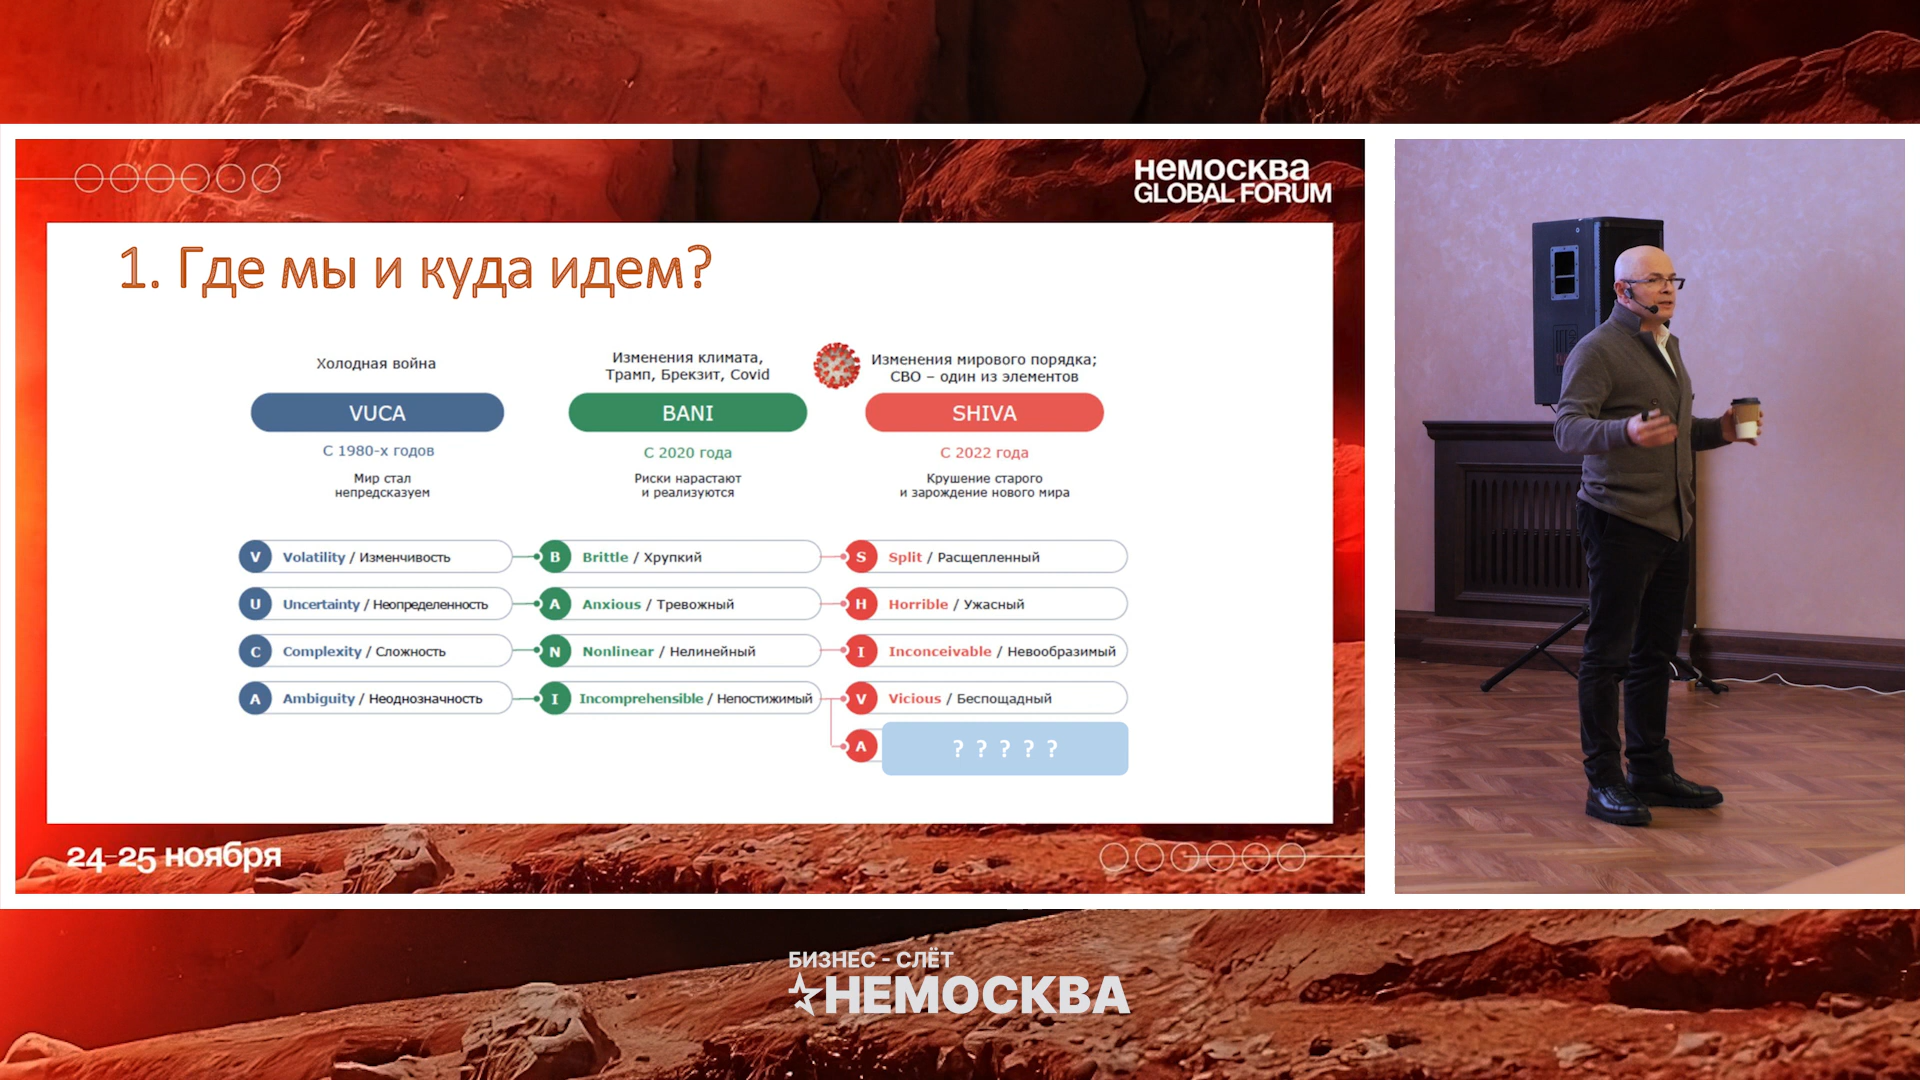 немосква
GLOBAL FORUM
1. Где мы и куда идем?
Холодная война
VUCA
С 1980-х годов
Мир стал
непредсказуем
Изменения климата,
Трамп, Брекзит, Covid
BANI
С 2020 года
Риски нарастают
и реализуются
Изменения мирового порядка;
СВО – один из элементов
SHIVA
С 2022 года
Крушение старого
и зарождение нового мира
V Volatility / Изменчивость
B Brittle / Хрупкий
S Split / Расщепленный
U Uncertainty / Неопределенность
A Anxious / Тревожный
H Horrible / Ужасный
C Complexity / Сложность
N Nonlinear / Нелинейный
I Inconceivable / Невообразимый
A Ambiguity / Неоднозначность
I Incomprehensible / Непостижимый
V Vicious / Беспощадный
A ? ? ? ? ?
24-25 ноября
БИЗНЕС - СЛЁТ
НЕМОСКВА